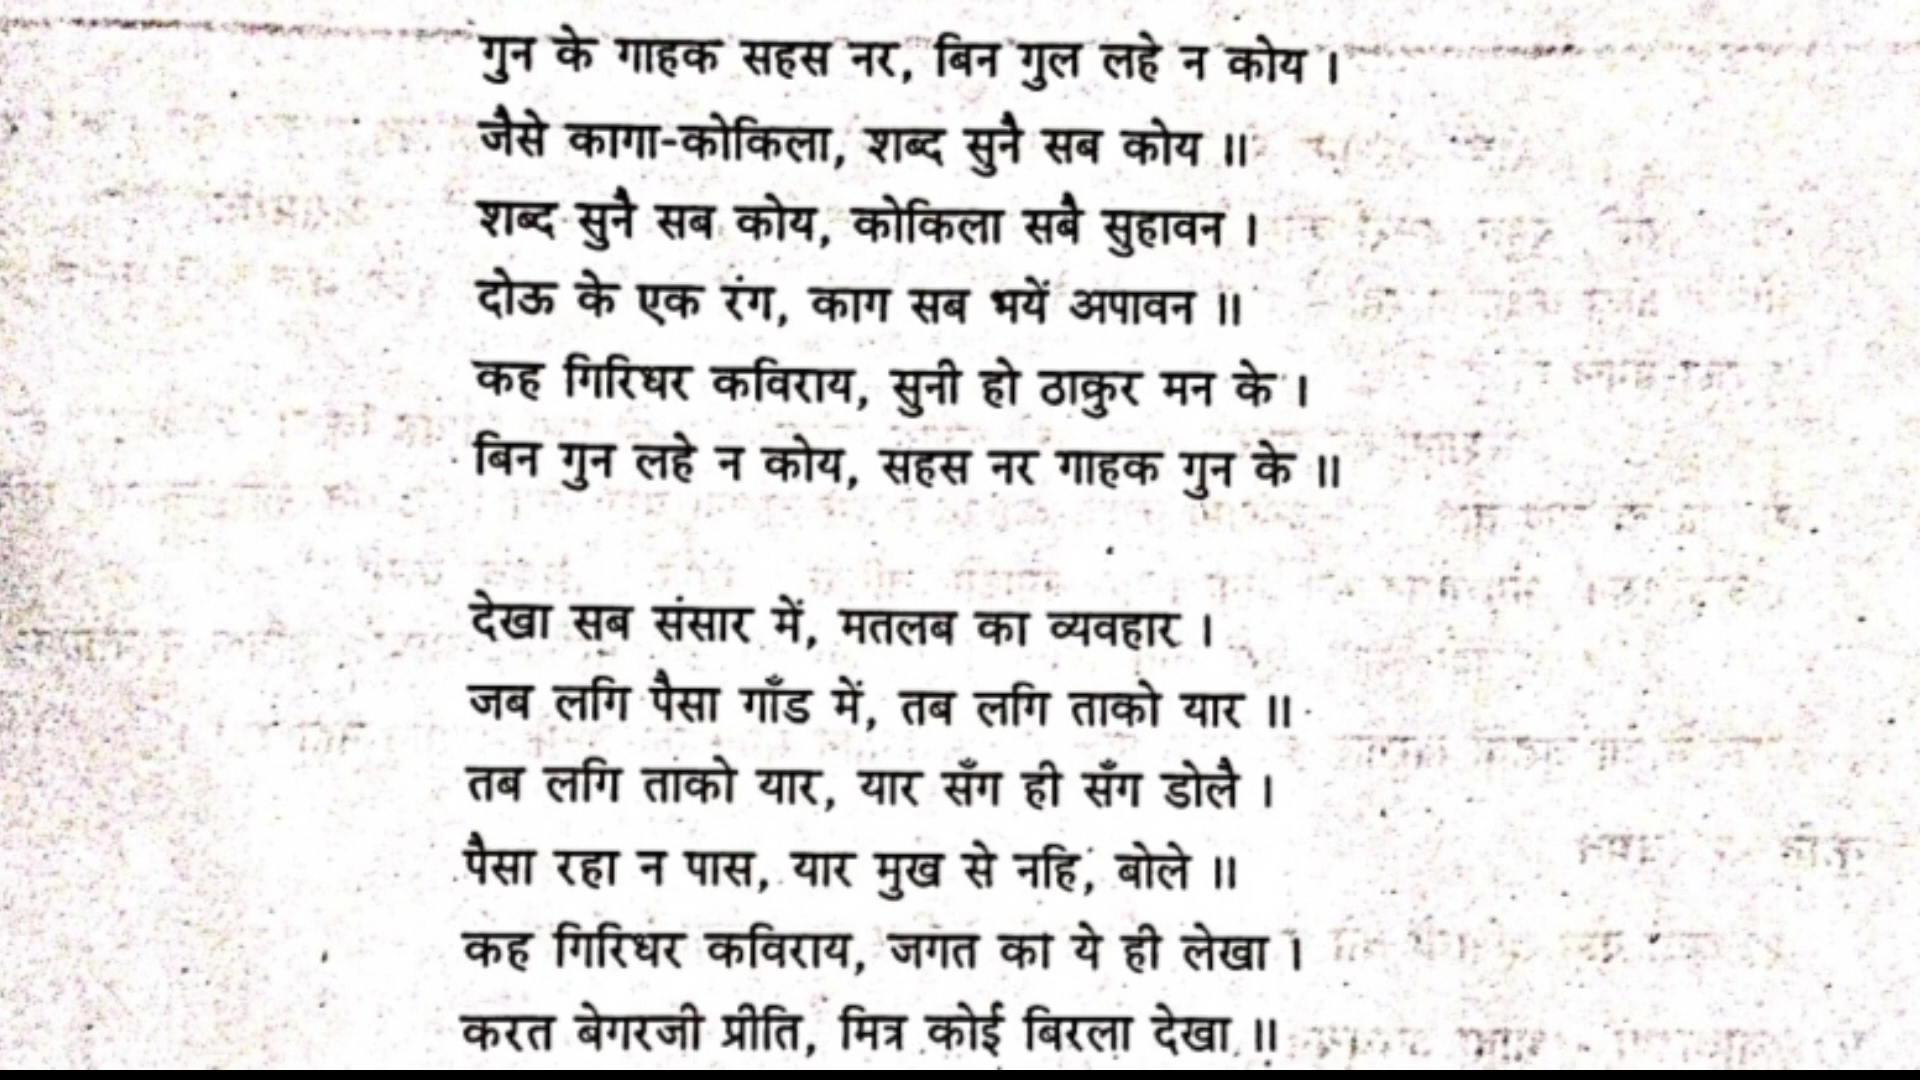 गुन के गाहक सहस नर, बिन गुल लहे न कोय ।
जैसे कागा-कोकिला, शब्द सुनै सब कोय ॥
शब्द सुनै सब कोय, कोकिला सबै सुहावन ।
दोऊ के एक रंग, काग सब भयें अपावन ॥
कह गिरिधर कविराय, सुनी हो ठाकुर मन के ।
बिन गुन लहे न कोय, सहस नर गाहक गुन के ॥
देखा सब संसार में, मतलब का व्यवहार ।
जब लगि पैसा गाँड में, तब लगि ताको यार ॥
तब लगि ताको यार, यार सँग ही सँग डोलै ।
पैसा रहा न पास, यार मुख से नहि, बोले ॥
कह गिरिधर कविराय, जगत का ये ही लेखा ।
करत बेगरजी प्रीति, मित्र कोई बिरला देखा ॥